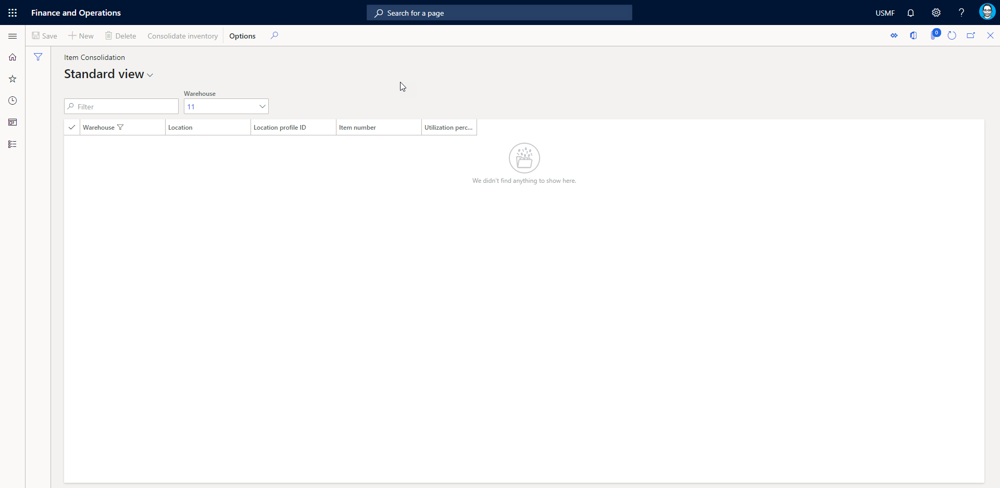 Finance and Operations
Search for a page
USMF
Save
New
Delete
Consolidate inventory
Options
0
Item Consolidation
Standard view
Warehouse
Filter
11
Warehouse
Location
Location profile ID
Item number
Utilization perc...
We didn't find anything to show here.